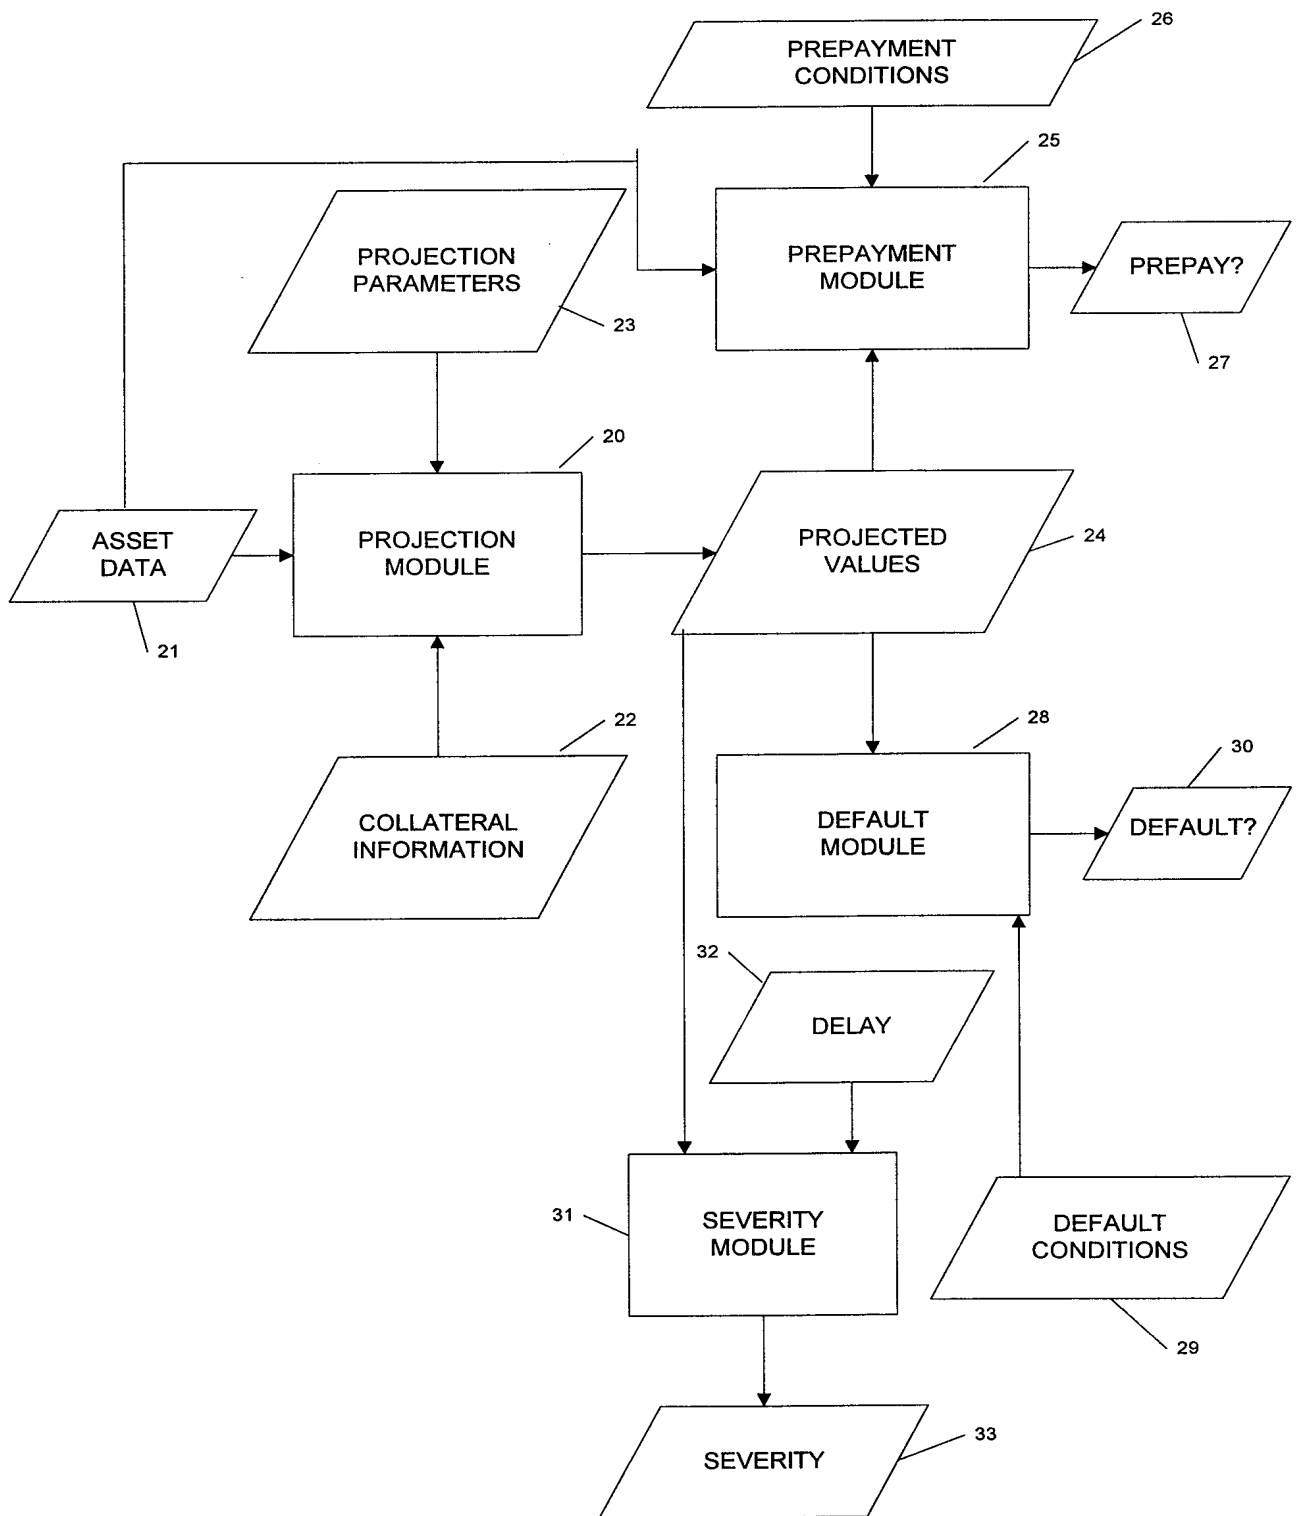 26
PREPAYMENT
CONDITIONS
25
PREPAYMENT
MODULE
PREPAY?
27
PROJECTION
PARAMETERS
23
20
ASSET
DATA
21
PROJECTION
MODULE
PROJECTED
VALUES
24
22
COLLATERAL
INFORMATION
28
DEFAULT
MODULE
30
DEFAULT?
32
DELAY
31
SEVERITY
MODULE
DEFAULT
CONDITIONS
29
SEVERITY
33